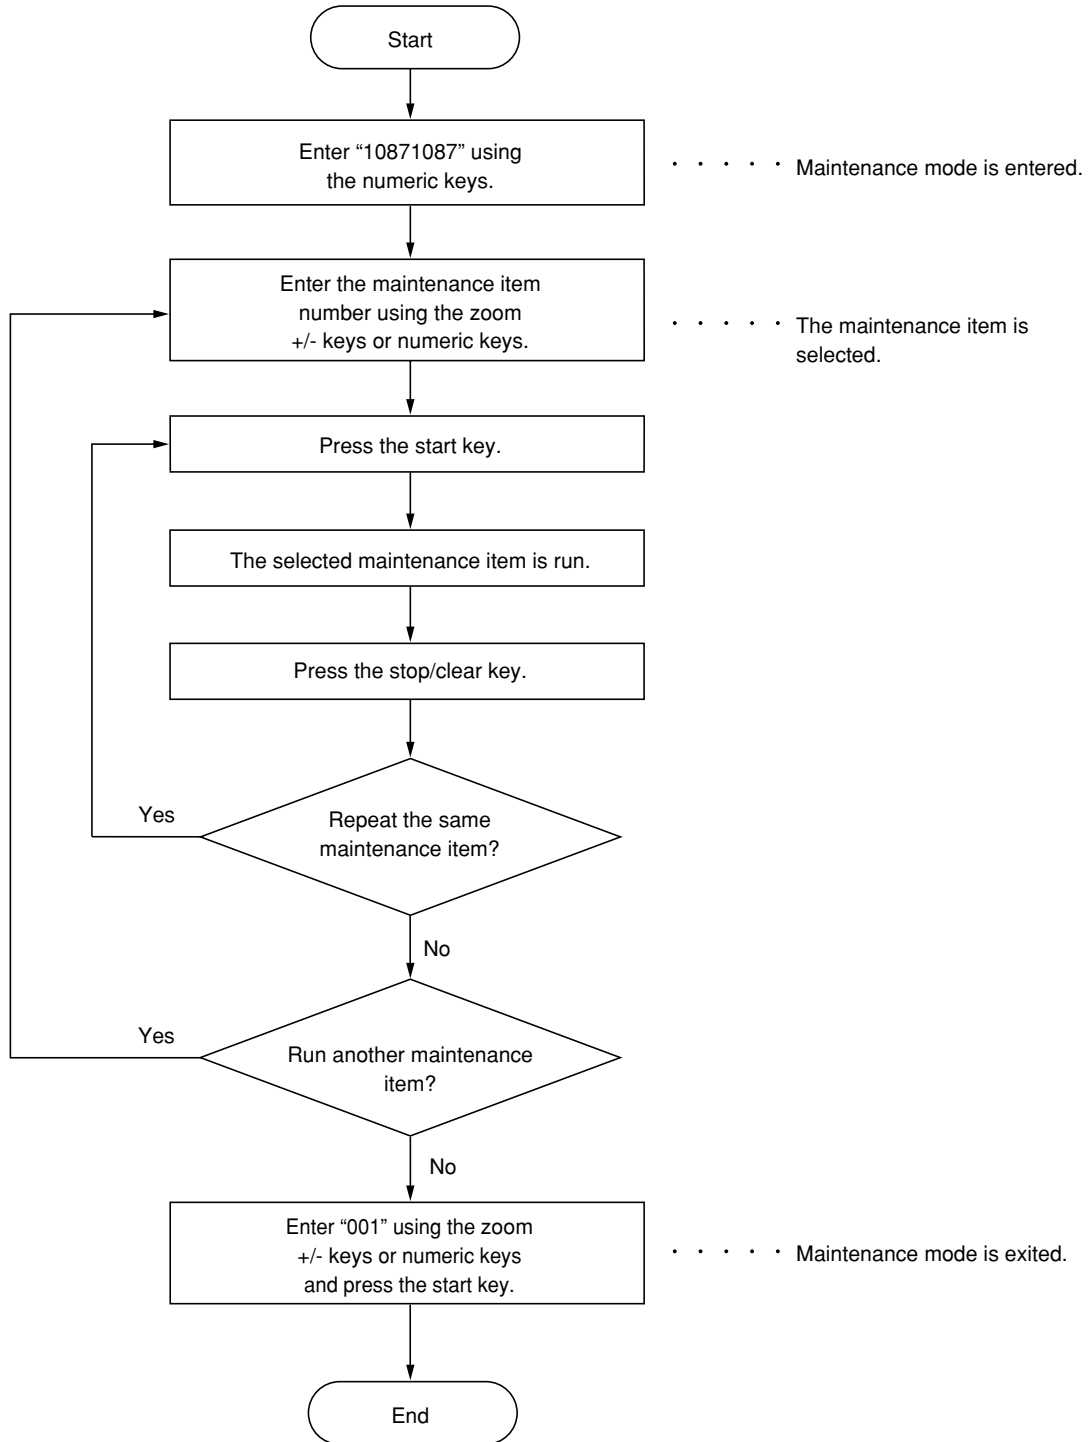 Start
Enter “10871087” using
the numeric keys.
· · · · · Maintenance mode is entered.
Enter the maintenance item
number using the zoom
+/- keys or numeric keys.
· · · · · The maintenance item is
selected.
Press the start key.
The selected maintenance item is run.
Press the stop/clear key.
Yes
Repeat the same
maintenance item?
No
Yes
Run another maintenance
item?
No
Enter “001” using the zoom
+/- keys or numeric keys
and press the start key.
· · · · · Maintenance mode is exited.
End